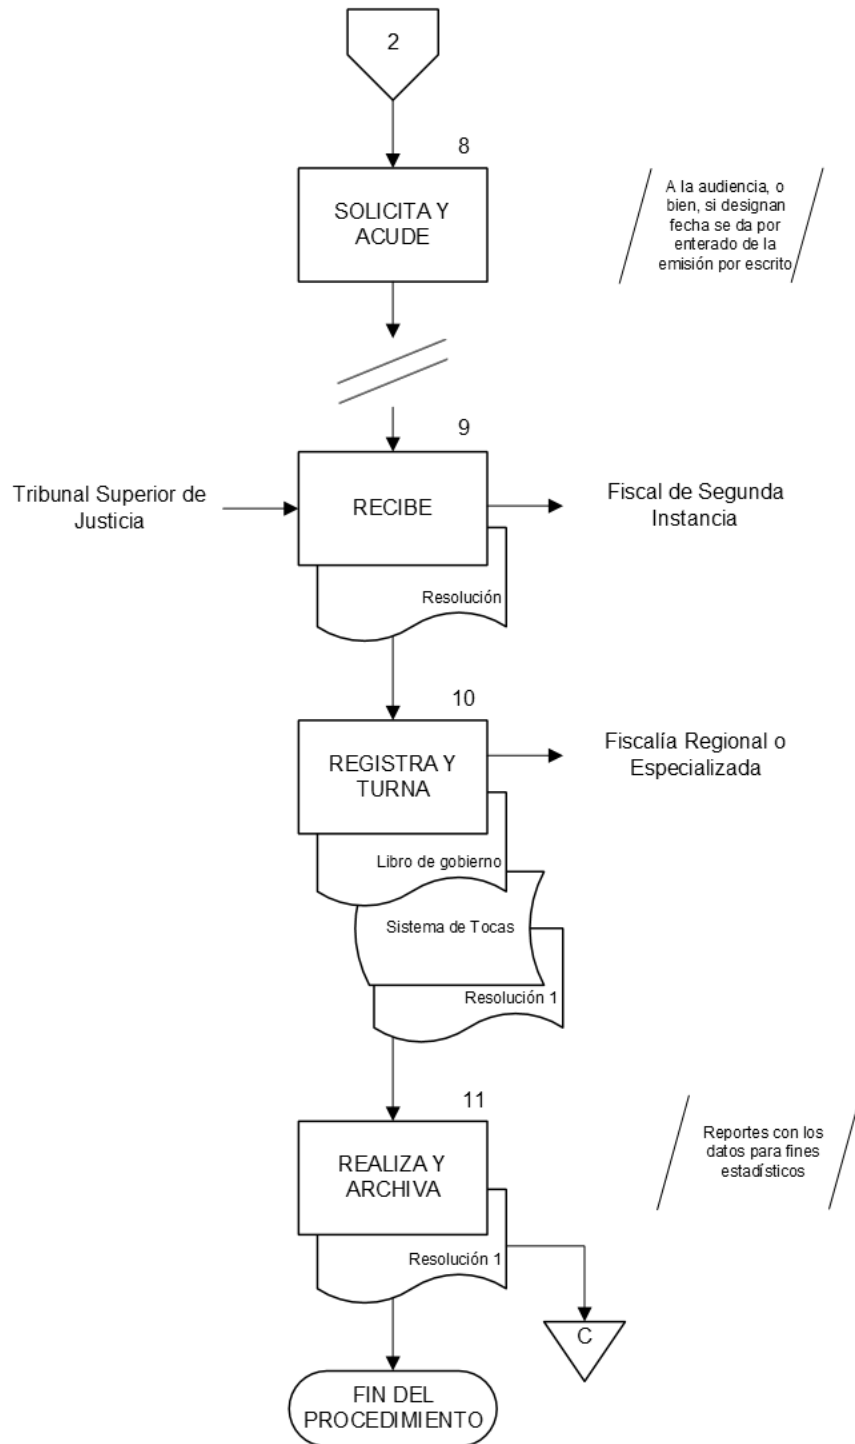 2
8
SOLICITA Y
ACUDE
A la audiencia, o
bien, si designan
fecha se da por
enterado de la
emisión por escrito
9
Tribunal Superior de
Justicia
RECIBE
Fiscal de Segunda
Instancia
Resolución
10
REGISTRA Y
TURNA
Fiscalía Regional o
Especializada
Libro de gobierno
Sistema de Tocas
Resolución 1
11
REALIZA Y
ARCHIVA
Reportes con los
datos para fines
estadísticos
Resolución 1
C
FIN DEL
PROCEDIMIENTO